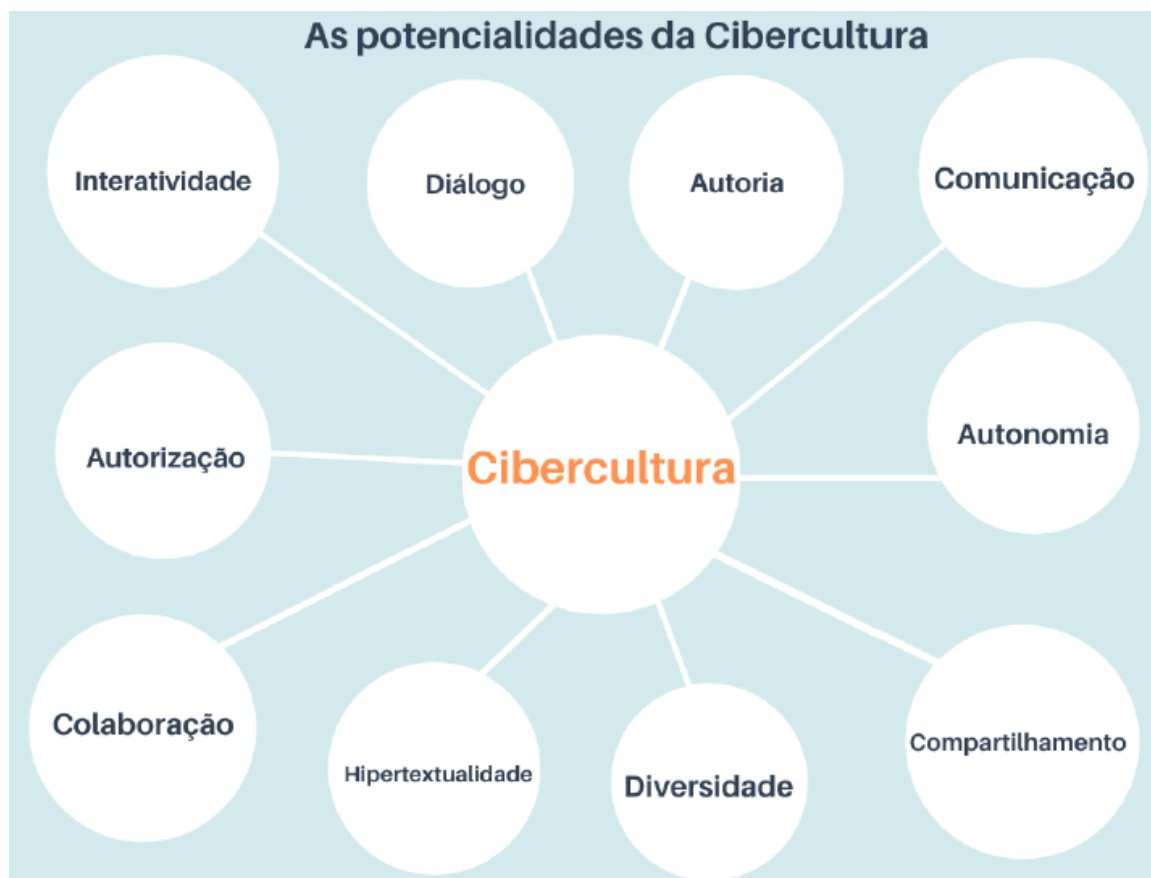 As potencialidades da Cibercultura
Interatividade
Diálogo
Autoria
Comunicação
Autorização
Cibercultura
Autonomia
Colaboração
Hipertextualidade
Diversidade
Compartilhamento